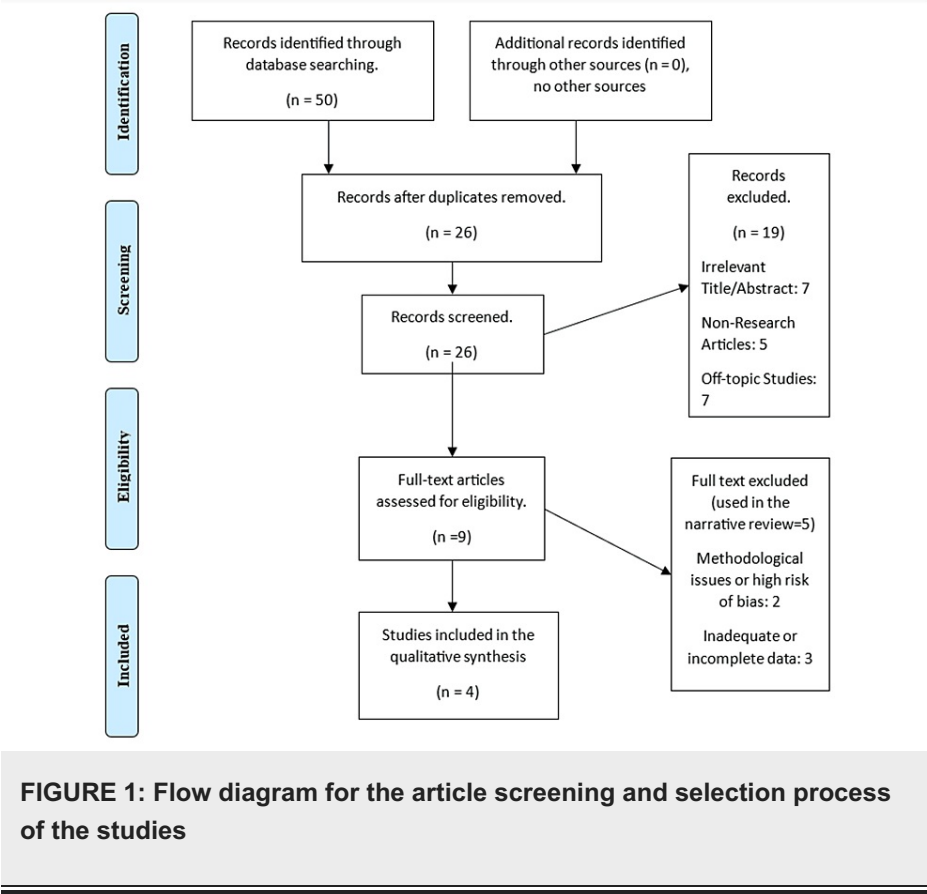 Identification
Records identified through
database searching.
(n = 50)
Additional records identified
through other sources (n = 0),
no other sources
Records after duplicates removed.
(n = 26)
Screening
Records screened.
(n = 26)
Records
excluded.
(n = 19)
Irrelevant
Title/Abstract: 7
Non-Research
Articles: 5
Off-topic Studies:
7
Eligibility
Full-text articles
assessed for eligibility.
(n =9)
Full text excluded
(used in the
narrative review=5)
Methodological
issues or high risk
of bias: 2
Inadequate or
incomplete data: 3
Included
Studies included in the
qualitative synthesis
(n = 4)
FIGURE 1: Flow diagram for the article screening and selection process
of the studies